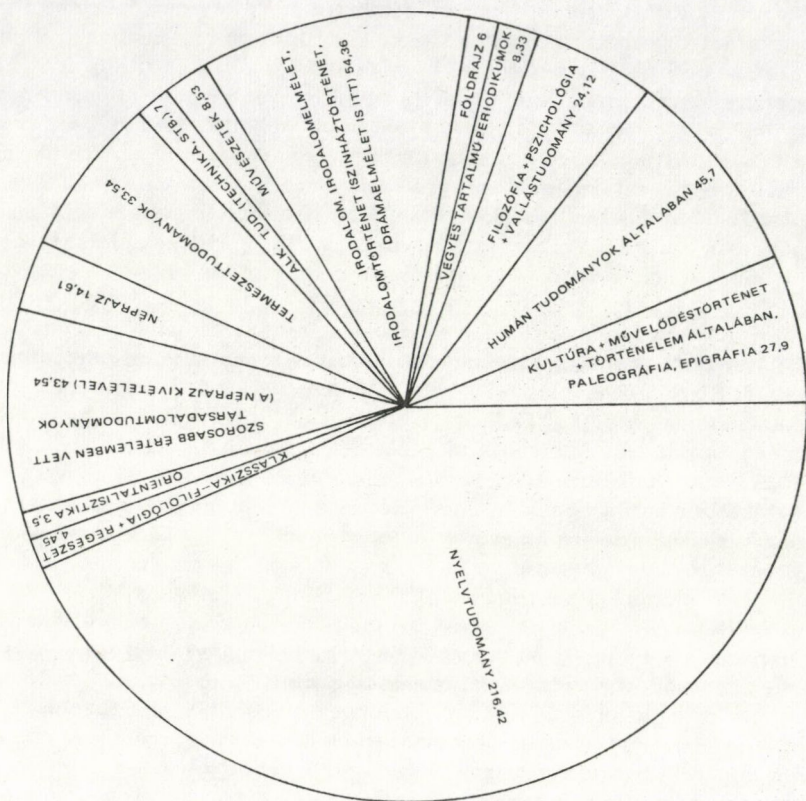 FÖLDRAJZ 6
VEGYES TARTALMÚ PERIODIKUMOK
8,33
FILOZÓFIA + PSZICHOLÓGIA
+ VALLÁSTUDOMÁNY 24,12
HUMÁN TUDOMÁNYOK ÁLTALÁBAN 45,7
KULTÚRA + MŰVELŐDÉSTÖRTÉNET
+ TÖRTÉNELEM ÁLTALÁBAN,
PALEOGRÁFIA, EPIGRÁFIA 27,9
NYELVTUDOMÁNY 216,42
KLASSZIKA–FILOLÓGIA + RÉGÉSZET
4,45
ORIENTALISZTIKA 3,5
SZOROSABB ÉRTELEMBEN VETT
TÁRSADALOMTUDOMÁNYOK
(A NÉPRAJZ KIVÉTELÉVEL) 43,54
NÉPRAJZ 14,61
TERMÉSZETTUDOMÁNYOK 33,54
ALK. TUD. (TECHNIKA, STB.) 7
MŰVÉSZETEK 8,53
IRODALOM, IRODALOMELMÉLET,
IRODALOMTÖRTÉNET (SZINHÁZTÖRTÉNET,
DRÁMAELMÉLET IS ITT) 54,36